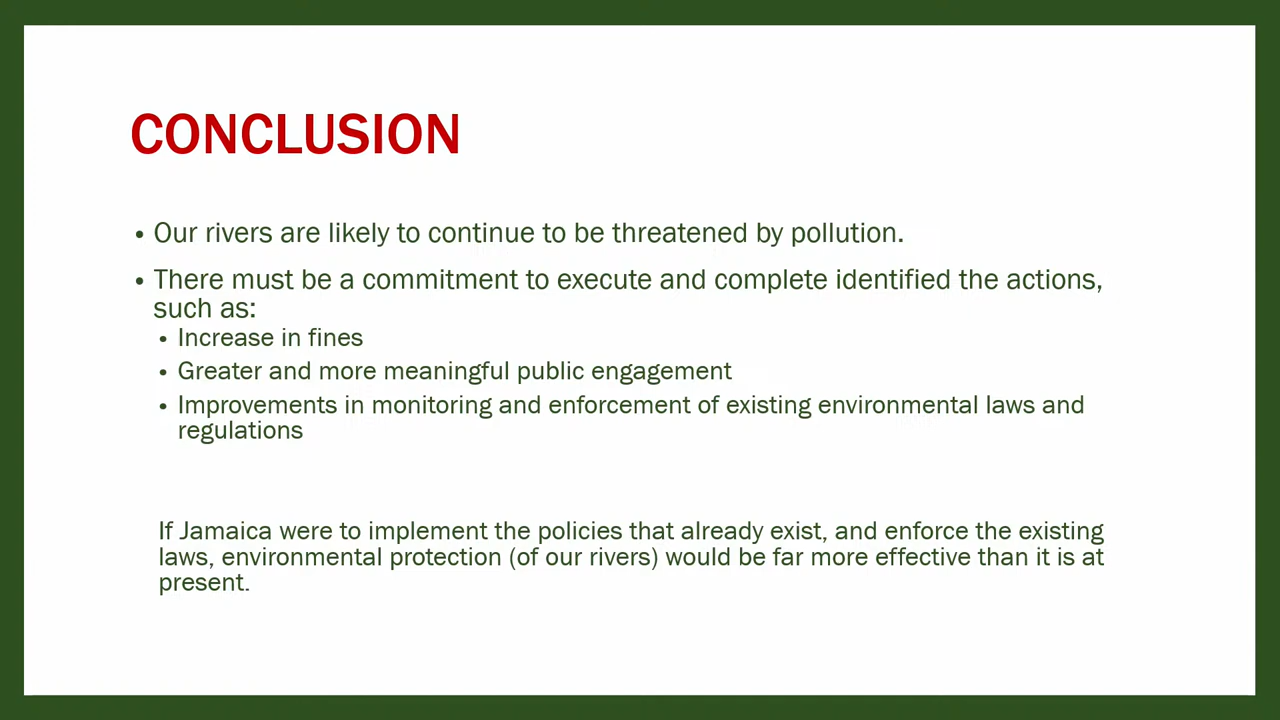 CONCLUSION
• Our rivers are likely to continue to be threatened by pollution.
• There must be a commitment to execute and complete identified the actions,
such as:
• Increase in fines
• Greater and more meaningful public engagement
• Improvements in monitoring and enforcement of existing environmental laws and
regulations
If Jamaica were to implement the policies that already exist, and enforce the existing
laws, environmental protection (of our rivers) would be far more effective than it is at
present.